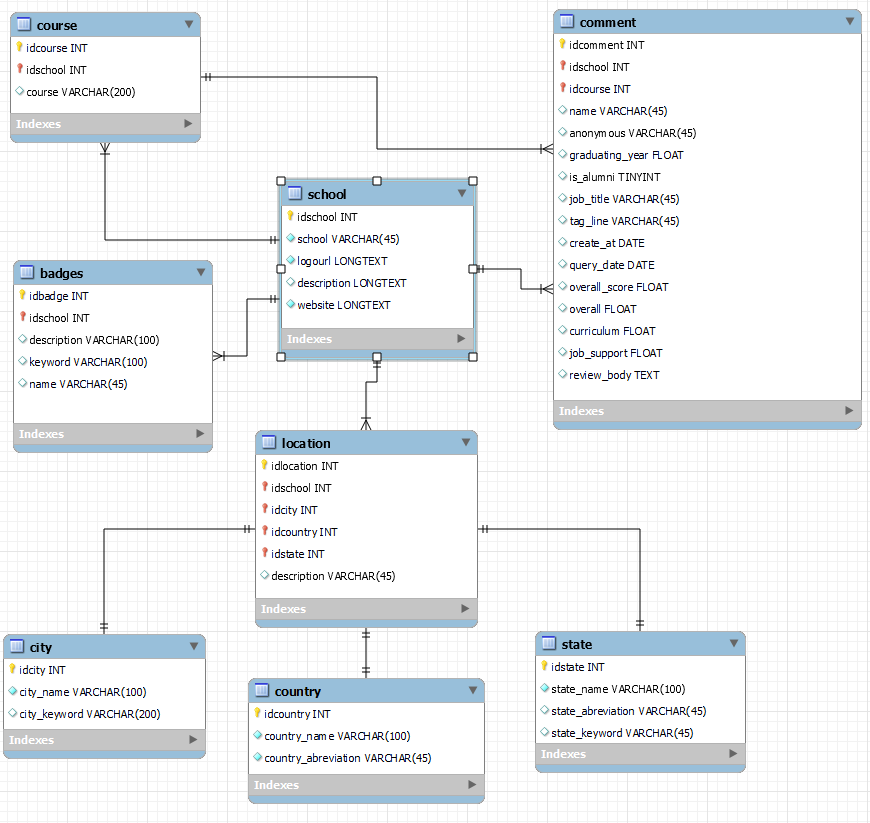 course
idcourse INT
idschool INT
course VARCHAR(200)
Indexes
comment
idcomment INT
idschool INT
idcourse INT
name VARCHAR(45)
anonymous VARCHAR(45)
graduating_year FLOAT
is_alumni TINYINT
job_title VARCHAR(45)
tag_line VARCHAR(45)
create_at DATE
query_date DATE
overall_score FLOAT
overall FLOAT
curriculum FLOAT
job_support FLOAT
review_body TEXT
Indexes
school
idschool INT
school VARCHAR(45)
logourl LONGTEXT
description LONGTEXT
website LONGTEXT
Indexes
badges
idbadge INT
idschool INT
description VARCHAR(100)
keyword VARCHAR(100)
name VARCHAR(45)
Indexes
location
idlocation INT
idschool INT
idcity INT
idcountry INT
idstate INT
description VARCHAR(45)
Indexes
city
idcity INT
city_name VARCHAR(100)
city_keyword VARCHAR(200)
Indexes
country
idcountry INT
country_name VARCHAR(100)
country_abreviation VARCHAR(45)
Indexes
state
idstate INT
state_name VARCHAR(100)
state_abreviation VARCHAR(45)
state_keyword VARCHAR(45)
Indexes